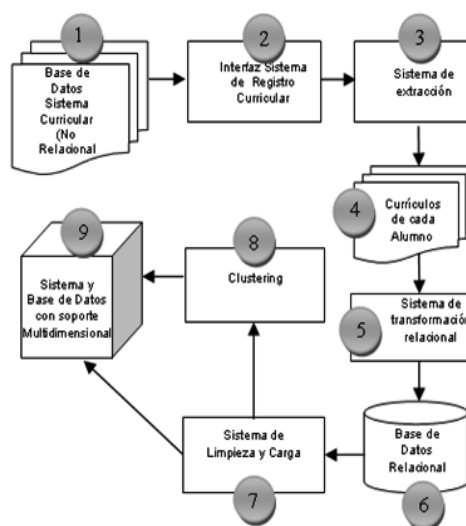 1
Base de
Datos
Sistema
Curricular
(No
Relacional
2
Interfaz Sistema
de Registro
Curricular
3
Sistema de
extracción
4
Currículos
de cada
Alumno
5
Sistema de
transformación
relacional
Base de
Datos
Relacional
6
Sistema de
Limpieza y Carga
7
8
Clustering
9
Sistema y
Base de Datos
con soporte
Multidimensional